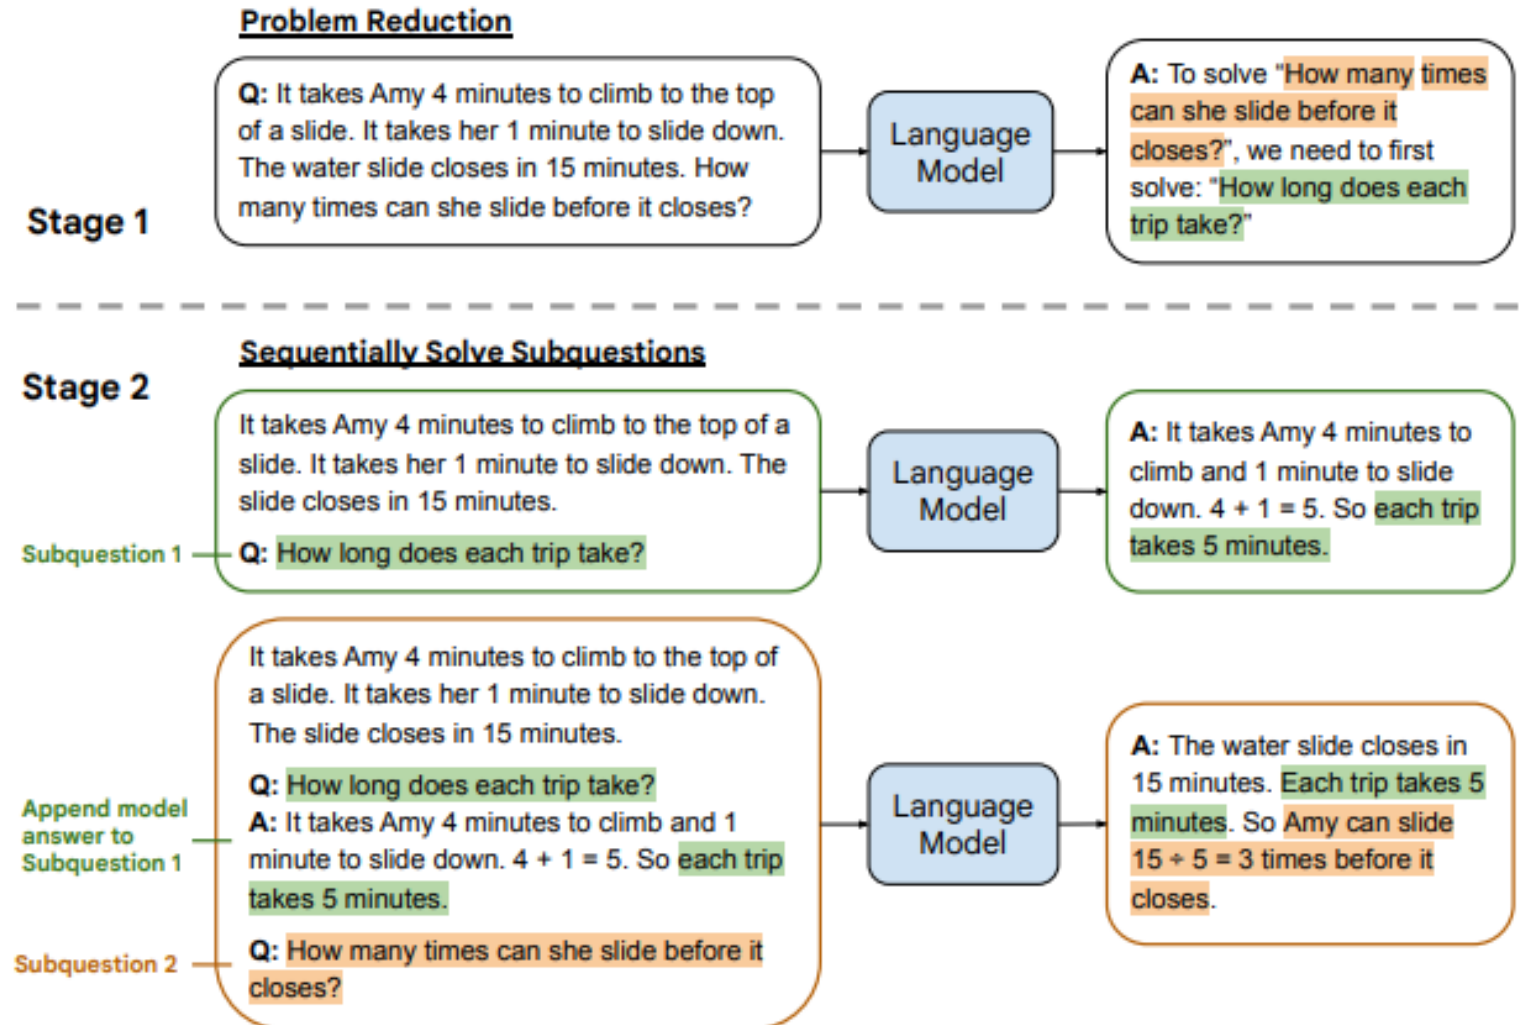 Problem Reduction
Q: It takes Amy 4 minutes to climb to the top
of a slide. It takes her 1 minute to slide down.
The water slide closes in 15 minutes. How
many times can she slide before it closes?
Language
Model
A: To solve “How many times
can she slide before it
closes?”, we need to first
solve: “How long does each
trip take?”
Stage 1
Sequentially Solve Subquestions
Stage 2
It takes Amy 4 minutes to climb to the top of a
slide. It takes her 1 minute to slide down. The
slide closes in 15 minutes.
Subquestion 1
Q: How long does each trip take?
Language
Model
A: It takes Amy 4 minutes to
climb and 1 minute to slide
down. 4 + 1 = 5. So each trip
takes 5 minutes.
It takes Amy 4 minutes to climb to the top of
a slide. It takes her 1 minute to slide down.
The slide closes in 15 minutes.
Append model
answer to
Subquestion 1
Q: How long does each trip take?
A: It takes Amy 4 minutes to climb and 1
minute to slide down. 4 + 1 = 5. So each trip
takes 5 minutes.
Subquestion 2
Q: How many times can she slide before it
closes?
Language
Model
A: The water slide closes in
15 minutes. Each trip takes 5
minutes. So Amy can slide
15 ÷ 5 = 3 times before it
closes.